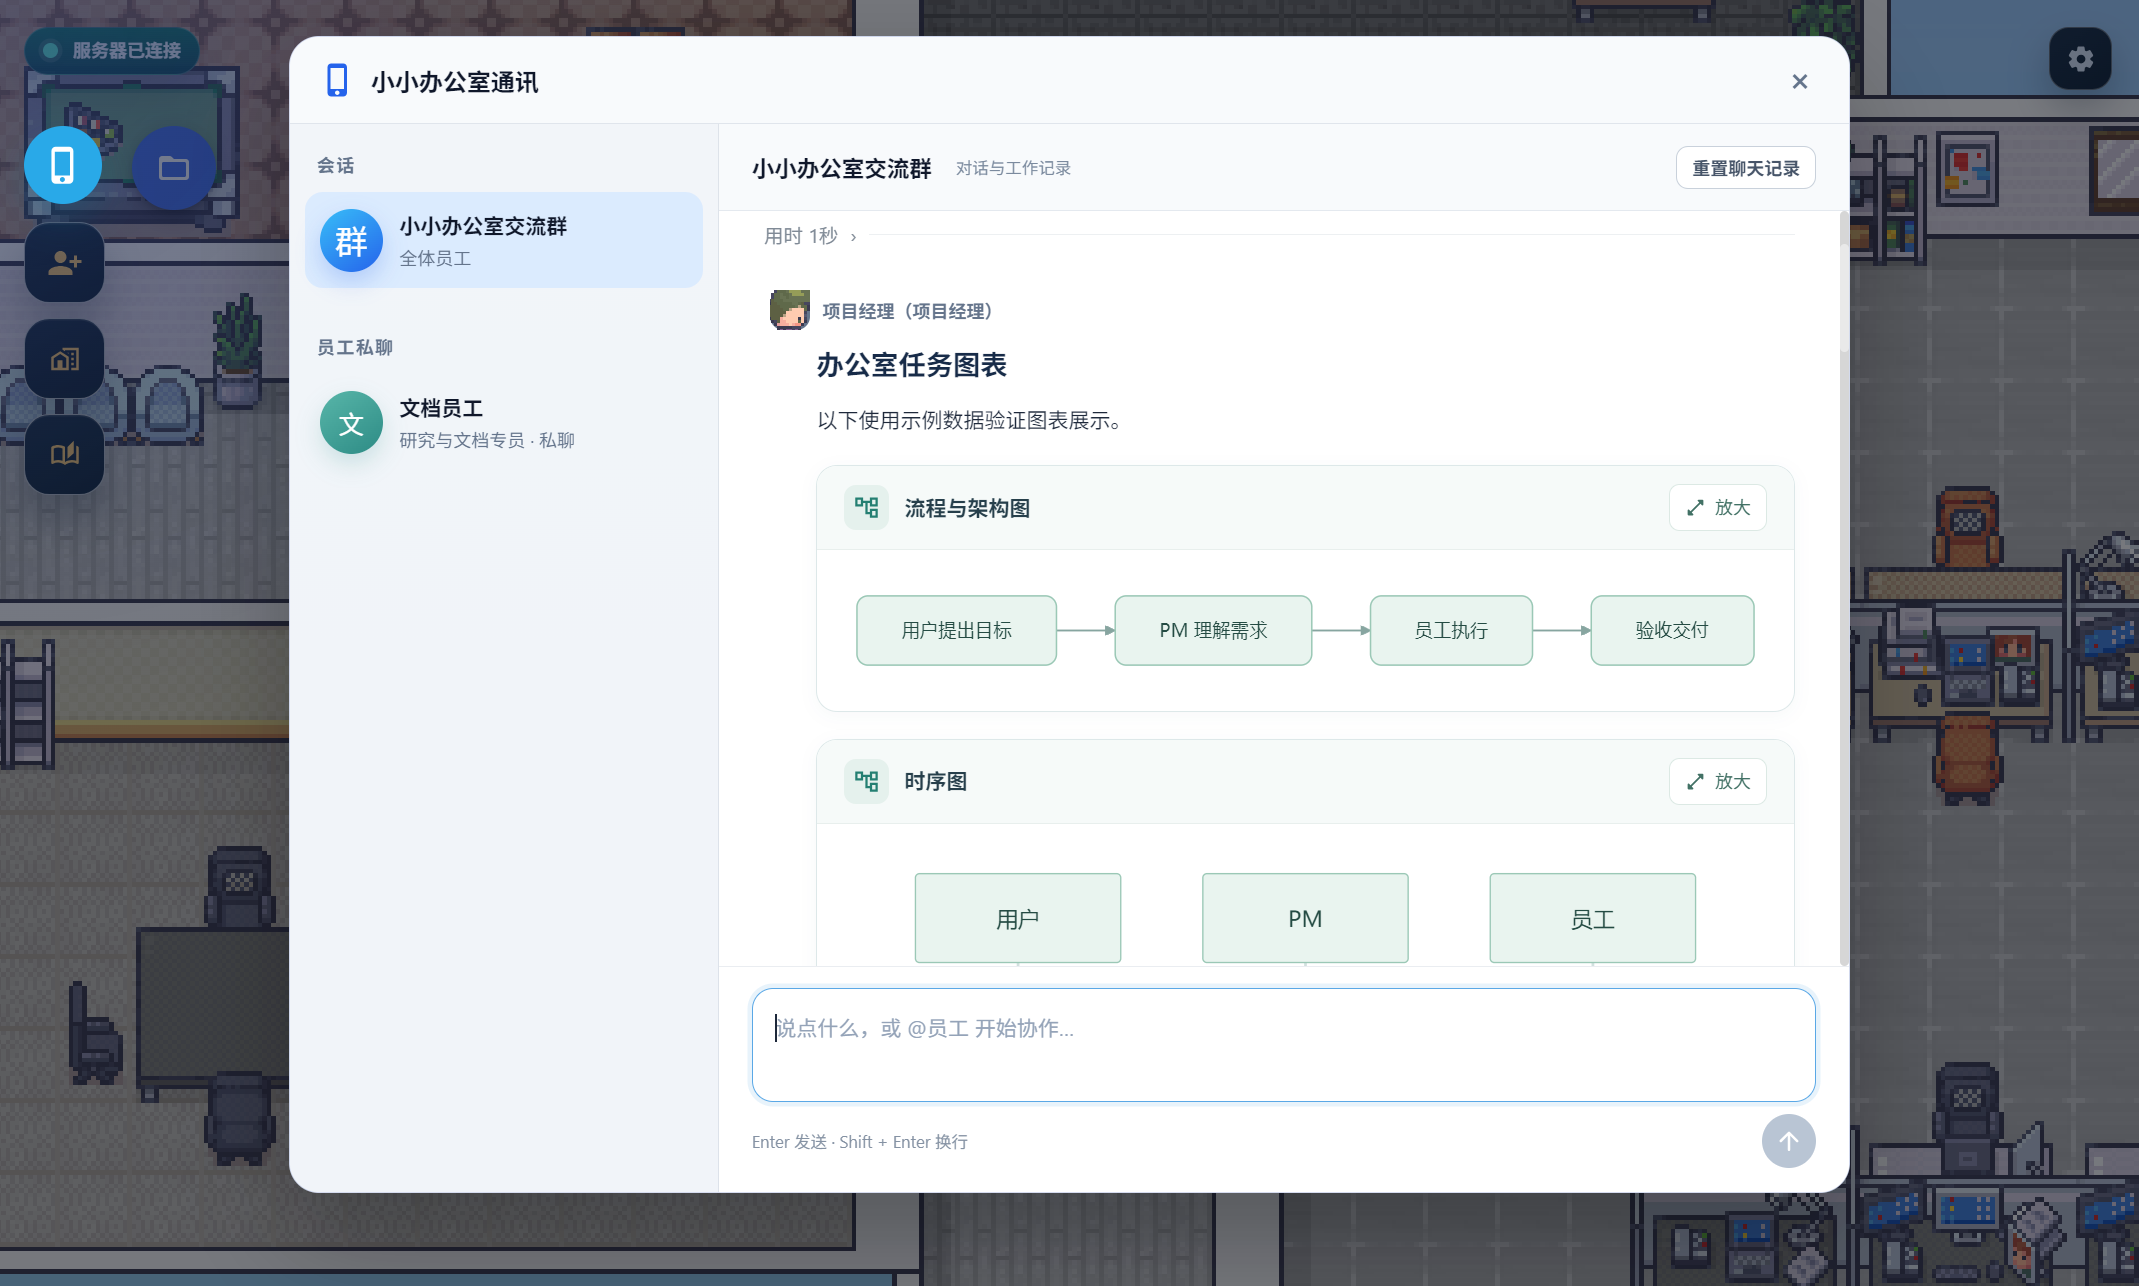 服务器已连接
小小办公室通讯
会话
群
小小办公室交流群
全体员工
员工私聊
文
文档员工
研究与文档专员 · 私聊
小小办公室交流群 对话与工作记录
重置聊天记录
用时 1秒 ›
项目经理（项目经理）
办公室任务图表
以下使用示例数据验证图表展示。
流程与架构图
放大
用户提出目标
PM 理解需求
员工执行
验收交付
时序图
放大
用户
PM
员工
说点什么，或 @员工 开始协作...
Enter 发送 · Shift + Enter 换行